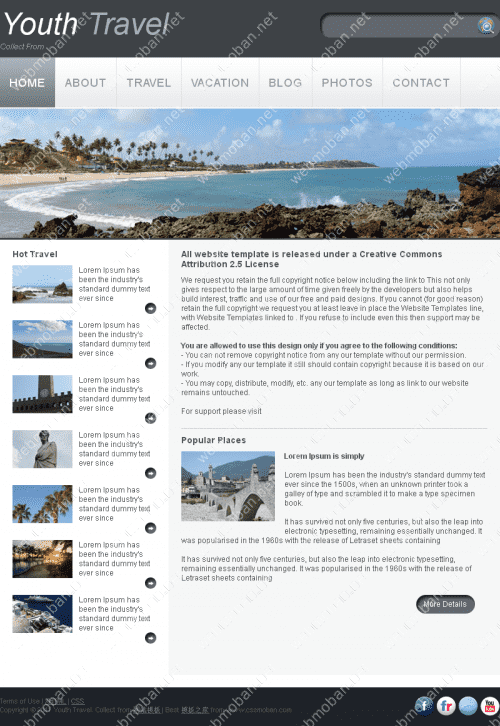 Youth Travel
Collect From
HOME ABOUT TRAVEL VACATION BLOG PHOTOS CONTACT
Hot Travel
Lorem Ipsum has
been the industry's
standard dummy text
ever since
Lorem Ipsum has
been the industry's
standard dummy text
ever since
Lorem Ipsum has
been the industry's
standard dummy text
ever since
Lorem Ipsum has
been the industry's
standard dummy text
ever since
Lorem Ipsum has
been the industry's
standard dummy text
ever since
Lorem Ipsum has
been the industry's
standard dummy text
ever since
Lorem Ipsum has
been the industry's
standard dummy text
ever since
All website template is released under a Creative Commons
Attribution 2.5 License
We request you retain the full copyright notice below including the link to This not only
gives respect to the large amount of time given freely by the developers but also helps
build interest, traffic and use of our free and paid designs. If you cannot (for good reason)
retain the full copyright we request you at least leave in place the Website Templates line,
with Website Templates linked to . If you refuse to include even this then support may be
affected.
You are allowed to use this design only if you agree to the following conditions:
- You can not remove copyright notice from any our template without our permission.
- If you modify any our template it still should contain copyright because it is based on our
work.
- You may copy, distribute, modify, etc. any our template as long as link to our website
remains untouched.
For support please visit
Popular Places
Lorem Ipsum is simply
Lorem Ipsum has been the industry's standard dummy text
ever since the 1500s, when an unknown printer took a
galley of type and scrambled it to make a type specimen
book.
It has survived not only five centuries, but also the leap into
electronic typesetting, remaining essentially unchanged. It
was popularised in the 1960s with the release of Letraset sheets containing
It has survived not only five centuries, but also the leap into electronic typesetting,
remaining essentially unchanged. It was popularised in the 1960s with the release of
Letraset sheets containing
More Details
Terms of Use | | CSS
Copyright © Youth Travel. Collect from | Best from www.cssmoban.com
webmoban.net